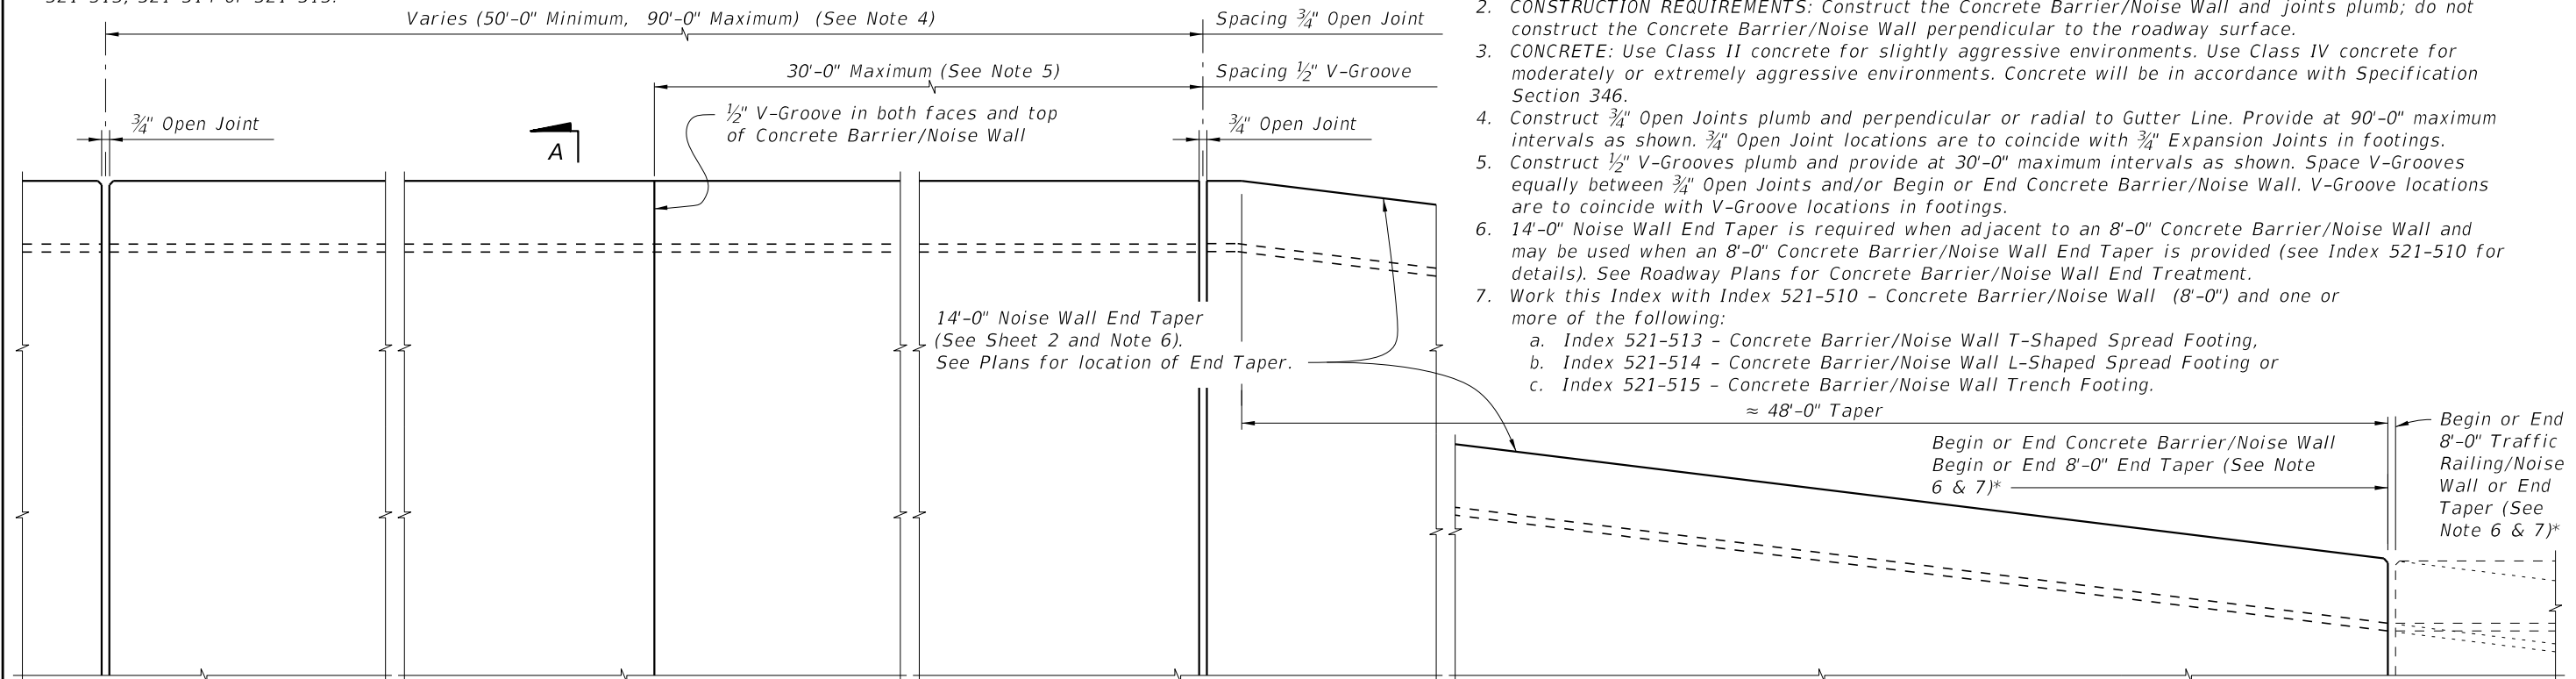 Varies (50'-0" Minimum, 90'-0" Maximum) (See Note 4)
Spacing ¾" Open Joint
30'-0" Maximum (See Note 5)
Spacing ½" V-Groove
¾" Open Joint
A
½" V-Groove in both faces and top
of Concrete Barrier/Noise Wall
¾" Open Joint
14'-0" Noise Wall End Taper
(See Sheet 2 and Note 6).
See Plans for location of End Taper.
2. CONSTRUCTION REQUIREMENTS: Construct the Concrete Barrier/Noise Wall and joints plumb; do not
construct the Concrete Barrier/Noise Wall perpendicular to the roadway surface.
3. CONCRETE: Use Class II concrete for slightly aggressive environments. Use Class IV concrete for
moderately or extremely aggressive environments. Concrete will be in accordance with Specification
Section 346.
4. Construct ¾" Open Joints plumb and perpendicular or radial to Gutter Line. Provide at 90'-0" maximum
intervals as shown. ¾" Open Joint locations are to coincide with ¾" Expansion Joints in footings.
5. Construct ½" V-Grooves plumb and provide at 30'-0" maximum intervals as shown. Space V-Grooves
equally between ¾" Open Joints and/or Begin or End Concrete Barrier/Noise Wall. V-Groove locations
are to coincide with V-Groove locations in footings.
6. 14'-0" Noise Wall End Taper is required when adjacent to an 8'-0" Concrete Barrier/Noise Wall and
may be used when an 8'-0" Concrete Barrier/Noise Wall End Taper is provided (see Index 521-510 for
details). See Roadway Plans for Concrete Barrier/Noise Wall End Treatment.
7. Work this Index with Index 521-510 - Concrete Barrier/Noise Wall (8'-0") and one or
more of the following:
a. Index 521-513 - Concrete Barrier/Noise Wall T-Shaped Spread Footing,
b. Index 521-514 - Concrete Barrier/Noise Wall L-Shaped Spread Footing or
c. Index 521-515 - Concrete Barrier/Noise Wall Trench Footing.
≈ 48'-0" Taper
Begin or End Concrete Barrier/Noise Wall
Begin or End 8'-0" End Taper (See Note
6 & 7)*
Begin or End
8'-0" Traffic
Railing/Noise
Wall or End
Taper (See
Note 6 & 7)*